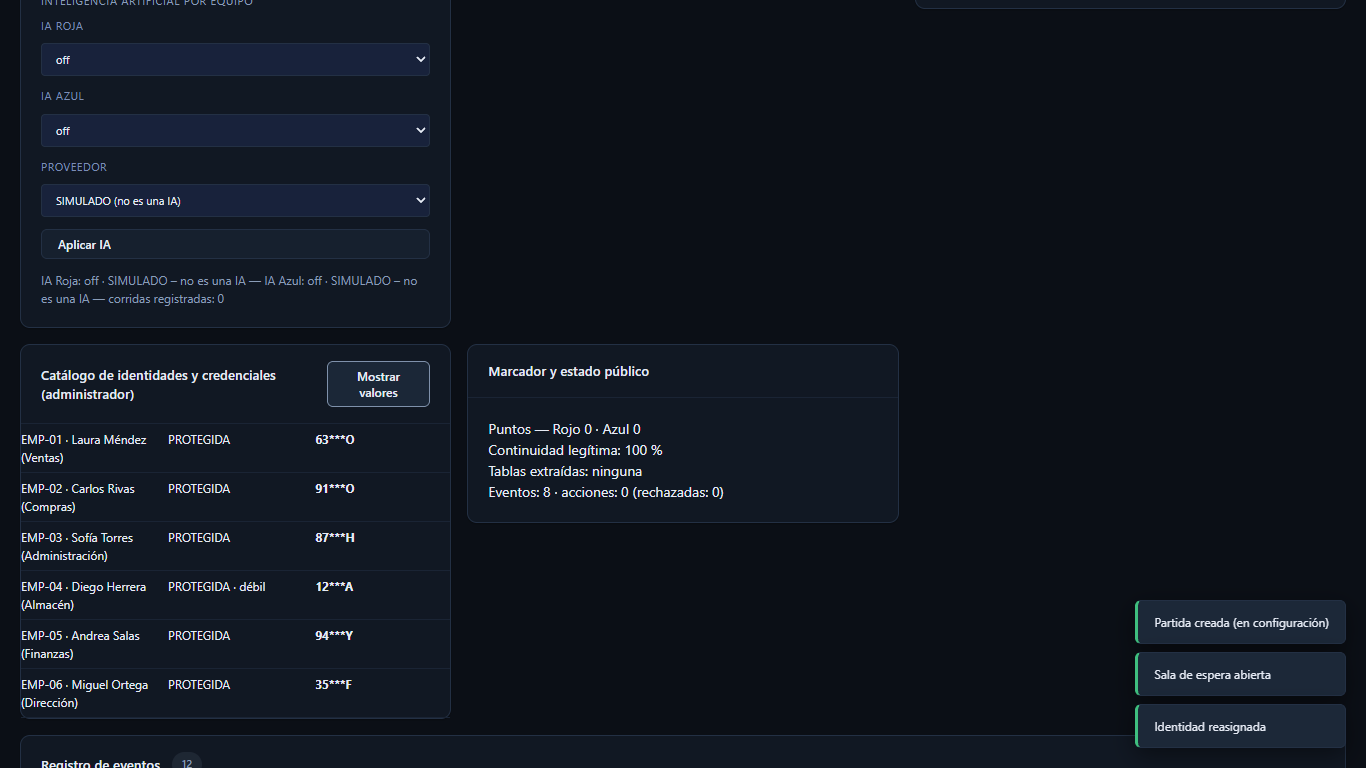 INTELIGENCIA ARTIFICIAL POR EQUIPO
IA ROJA
off
IA AZUL
off
PROVEEDOR
SIMULADO (no es una IA)
Aplicar IA
IA Roja: off · SIMULADO – no es una IA — IA Azul: off · SIMULADO – no
es una IA — corridas registradas: 0
Catálogo de identidades y credenciales
(administrador)
Mostrar
valores
EMP-01 · Laura Méndez
(Ventas)
PROTEGIDA
63***O
EMP-02 · Carlos Rivas
(Compras)
PROTEGIDA
91***O
EMP-03 · Sofía Torres
(Administración)
PROTEGIDA
87***H
EMP-04 · Diego Herrera
(Almacén)
PROTEGIDA · débil
12***A
EMP-05 · Andrea Salas
(Finanzas)
PROTEGIDA
94***Y
EMP-06 · Miguel Ortega
(Dirección)
PROTEGIDA
35***F
Marcador y estado público
Puntos — Rojo 0 · Azul 0
Continuidad legítima: 100 %
Tablas extraídas: ninguna
Eventos: 8 · acciones: 0 (rechazadas: 0)
Partida creada (en configuración)
Sala de espera abierta
Identidad reasignada
Registro de eventos 12